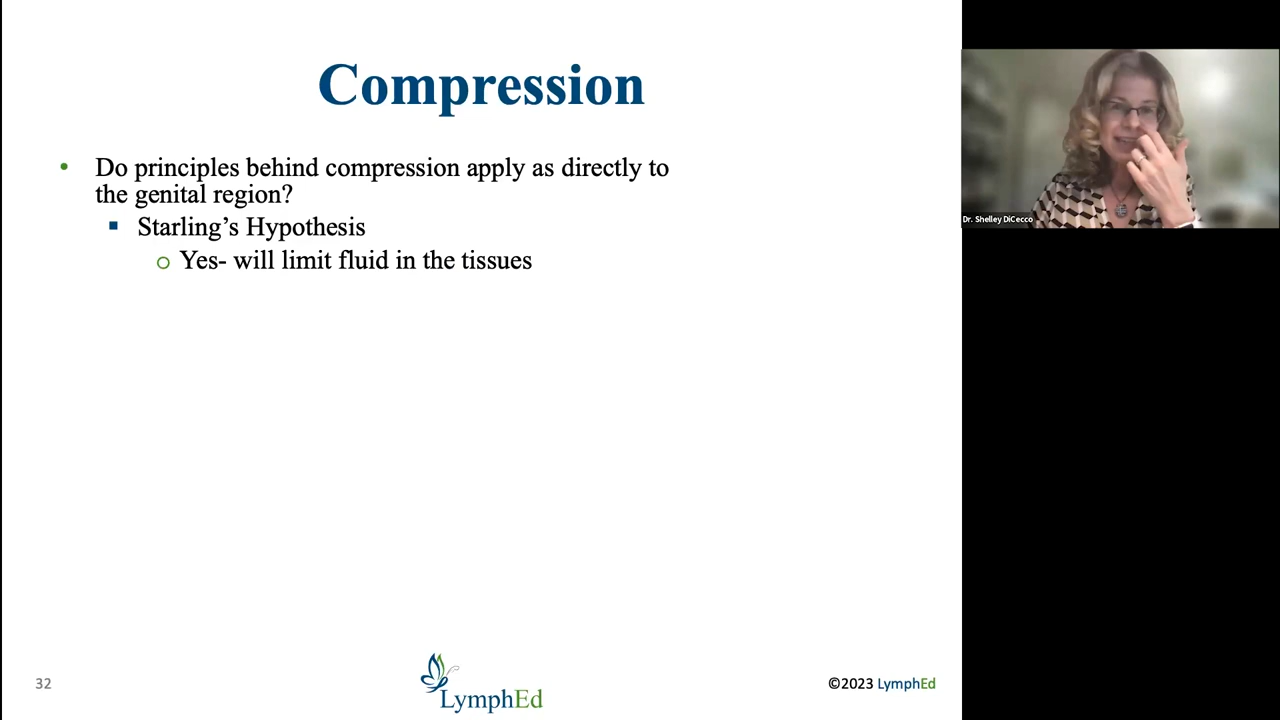 Compression
• Do principles behind compression apply as directly to
the genital region?
▪ Starling’s Hypothesis
o Yes- will limit fluid in the tissues
32
LymphEd
©2023 LymphEd
Dr. Shelley DiCecco